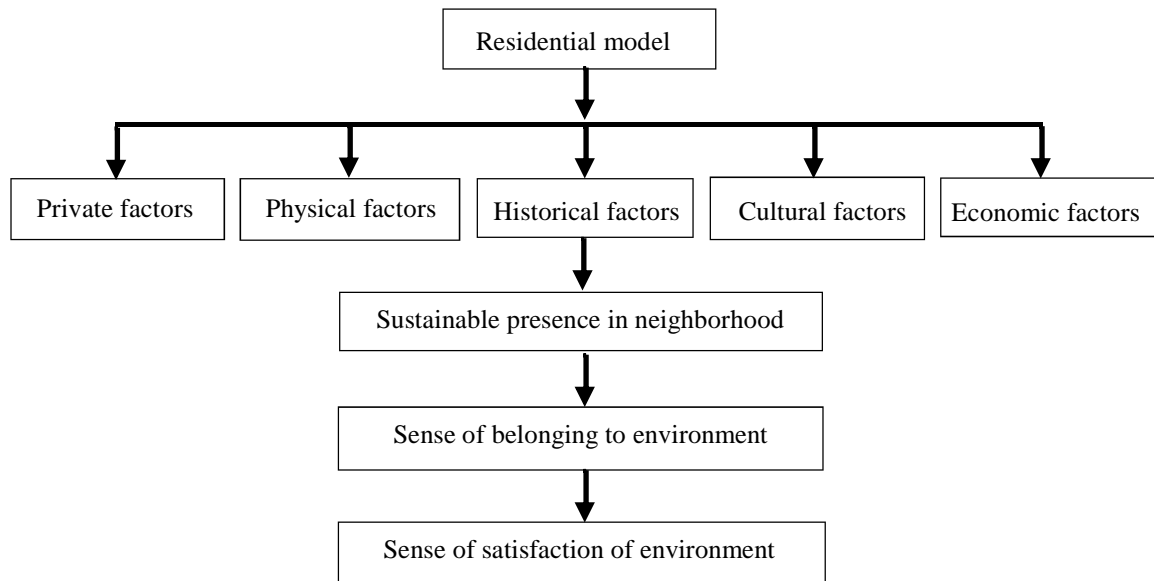 Residential model
Private factors
Physical factors
Historical factors
Cultural factors
Economic factors
Sustainable presence in neighborhood
Sense of belonging to environment
Sense of satisfaction of environment